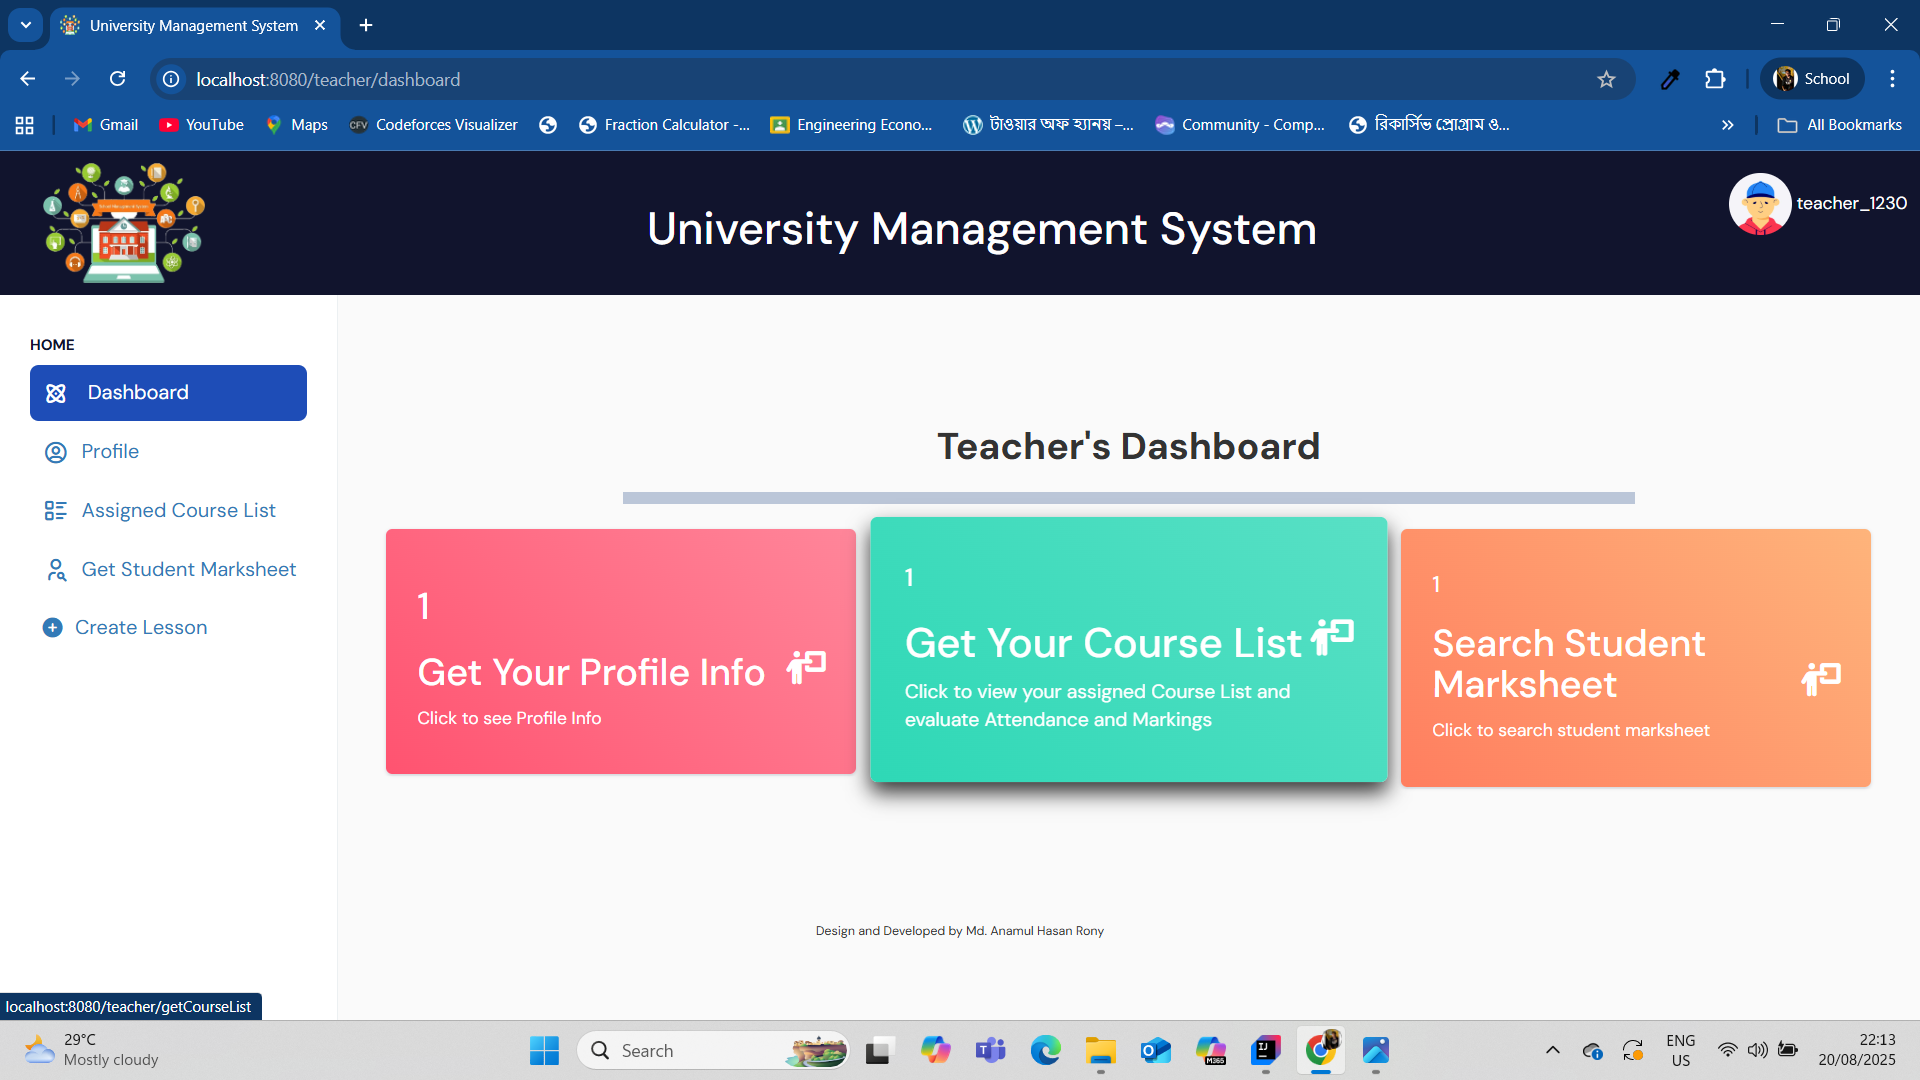 University Management System
localhost:8080/teacher/dashboard
School
Gmail
YouTube
Maps
CFV
Codeforces Visualizer
Fraction Calculator -...
Engineering Econo...
টাওয়ার অফ হ্যানয় –...
Community - Comp...
রিকার্সিভ প্রোগ্রাম ও...
All Bookmarks
University Management System
teacher_1230
HOME
Dashboard
Profile
Assigned Course List
Get Student Marksheet
Create Lesson
Teacher's Dashboard
1
Get Your Profile Info
Click to see Profile Info
1
Get Your Course List
Click to view your assigned Course List and
evaluate Attendance and Markings
1
Search Student
Marksheet
Click to search student marksheet
Design and Developed by Md. Anamul Hasan Rony
localhost:8080/teacher/getCourseList
29°C
Mostly cloudy
Search
M365
ENG
US
22:13
20/08/2025